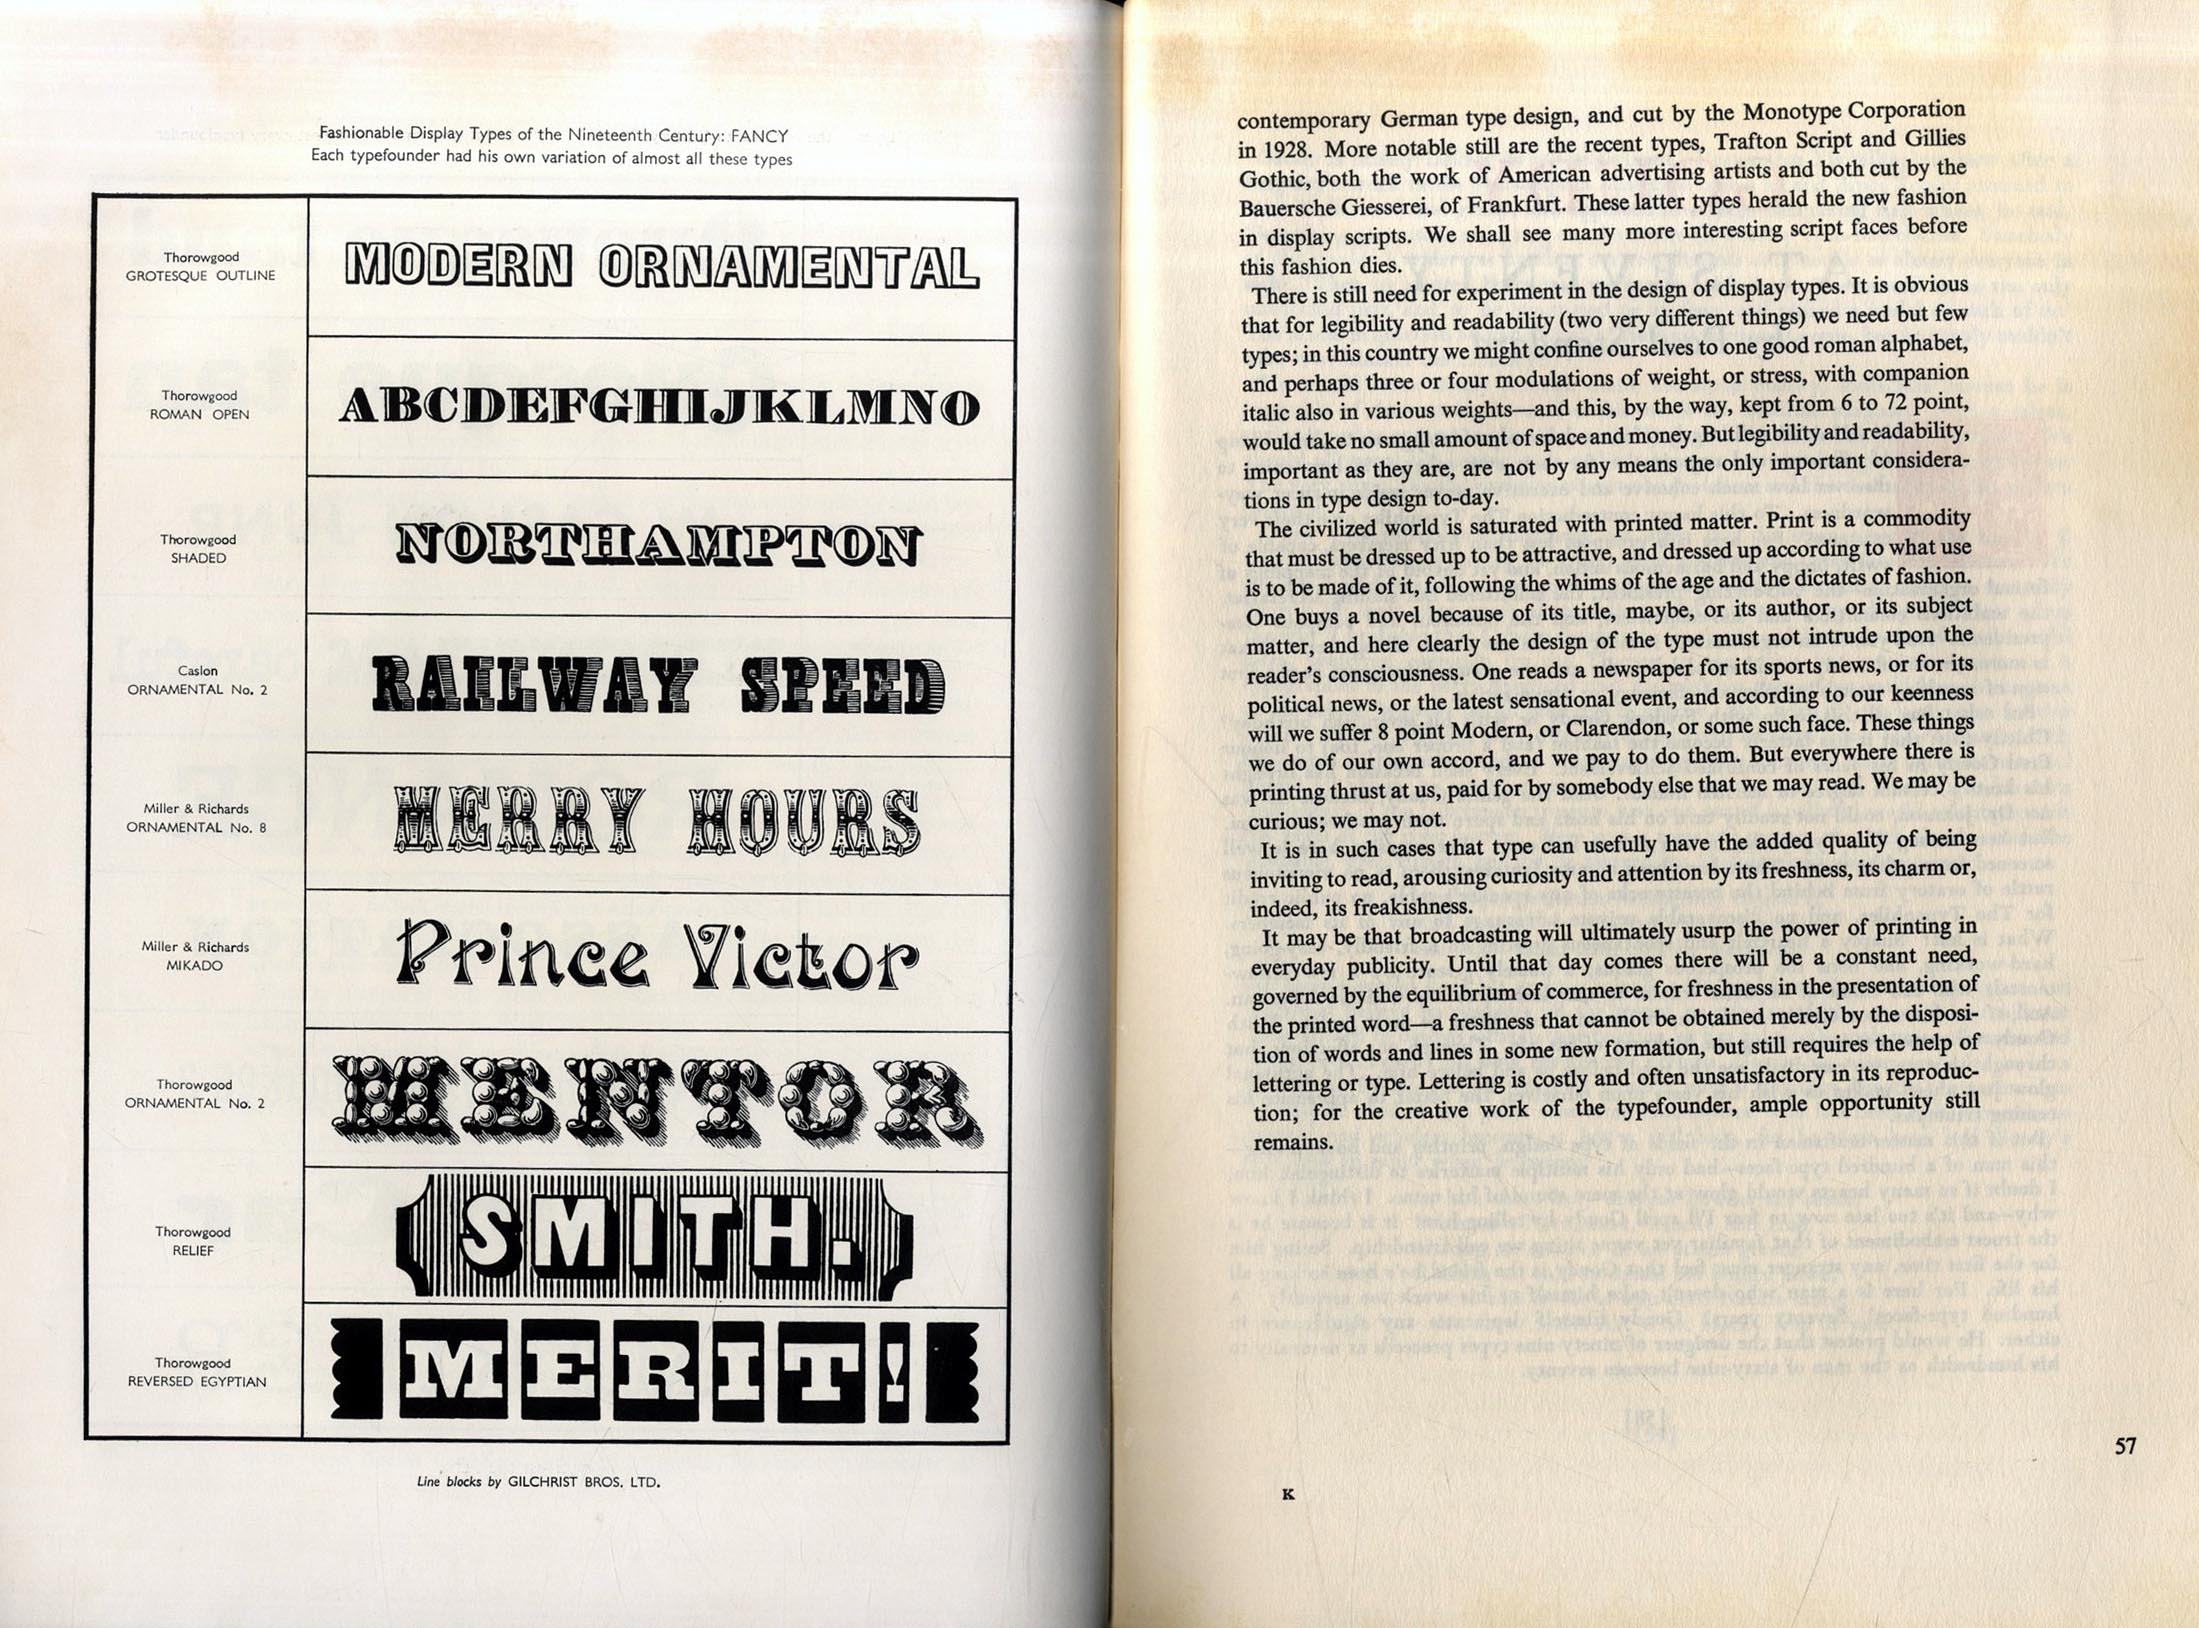 Fashionable Display Types of the Nineteenth Century: FANCY
Each typefounder had his own variation of almost all these types
Thorowgood
GROTESQUE OUTLINE
MODERN ORNAMENTAL
Thorowgood
ROMAN OPEN
ABCDEFGHIJKLMNO
Thorowgood
SHADED
NORTHAMPTON
Caslon
ORNAMENTAL No. 2
RAILWAY SPEED
Miller & Richards
ORNAMENTAL No. 8
MERRY HOURS
Miller & Richards
MIKADO
Prince Victor
Thorowgood
ORNAMENTAL No. 2
MENTOR
Thorowgood
RELIEF
SMITH.
Thorowgood
REVERSED EGYPTIAN
MERIT!
Line blocks by GILCHRIST BROS. LTD.
contemporary German type design, and cut by the Monotype Corporation
in 1928. More notable still are the recent types, Trafton Script and Gillies
Gothic, both the work of American advertising artists and both cut by the
Bauersche Giesserei, of Frankfurt. These latter types herald the new fashion
in display scripts. We shall see many more interesting script faces before
this fashion dies.
There is still need for experiment in the design of display types. It is obvious
that for legibility and readability (two very different things) we need but few
types; in this country we might confine ourselves to one good roman alphabet,
and perhaps three or four modulations of weight, or stress, with companion
italic also in various weights—and this, by the way, kept from 6 to 72 point,
would take no small amount of space and money. But legibility and readability,
important as they are, are not by any means the only important considera-
tions in type design to-day.
The civilized world is saturated with printed matter. Print is a commodity
that must be dressed up to be attractive, and dressed up according to what use
is to be made of it, following the whims of the age and the dictates of fashion.
One buys a novel because of its title, maybe, or its author, or its subject
matter, and here clearly the design of the type must not intrude upon the
reader's consciousness. One reads a newspaper for its sports news, or for its
political news, or the latest sensational event, and according to our keenness
will we suffer 8 point Modern, or Clarendon, or some such face. These things
we do of our own accord, and we pay to do them. But everywhere there is
printing thrust at us, paid for by somebody else that we may read. We may be
curious; we may not.
It is in such cases that type can usefully have the added quality of being
inviting to read, arousing curiosity and attention by its freshness, its charm or,
indeed, its freakishness.
It may be that broadcasting will ultimately usurp the power of printing in
everyday publicity. Until that day comes there will be a constant need,
governed by the equilibrium of commerce, for freshness in the presentation of
the printed word—a freshness that cannot be obtained merely by the disposi-
tion of words and lines in some new formation, but still requires the help of
lettering or type. Lettering is costly and often unsatisfactory in its reproduc-
tion; for the creative work of the typefounder, ample opportunity still
remains.
57
K